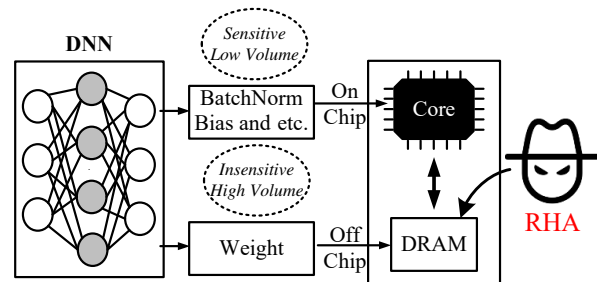 DNN
Sensitive
Low Volume
BatchNorm
Bias and etc.
On
Chip
Core
Insensitive
High Volume
Weight
Off
Chip
DRAM
RHA